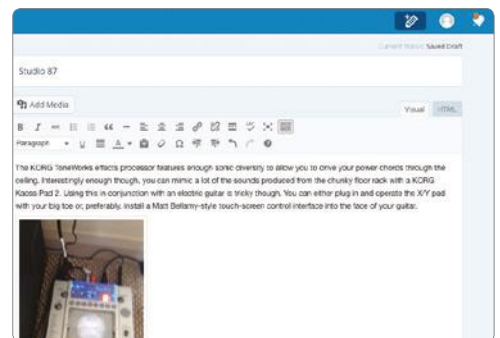 Current Status: Saved Draft
Studio 87
Add Media
Visual HTML
Paragraph
The KORG ToneWorks effects processor features enough sonic diversity to allow you to drive your power chords through the
ceiling. Interestingly enough though, you can mimic a lot of the sounds produced from the chunky floor rack with a KORG
Kaoss Pad 2. Using this in conjunction with an electric guitar is tricky though. You can either plug in and operate the X/Y pad
with your big toe or, preferably, install a Matt Bellamy-style touch-screen control interface into the face of your guitar.